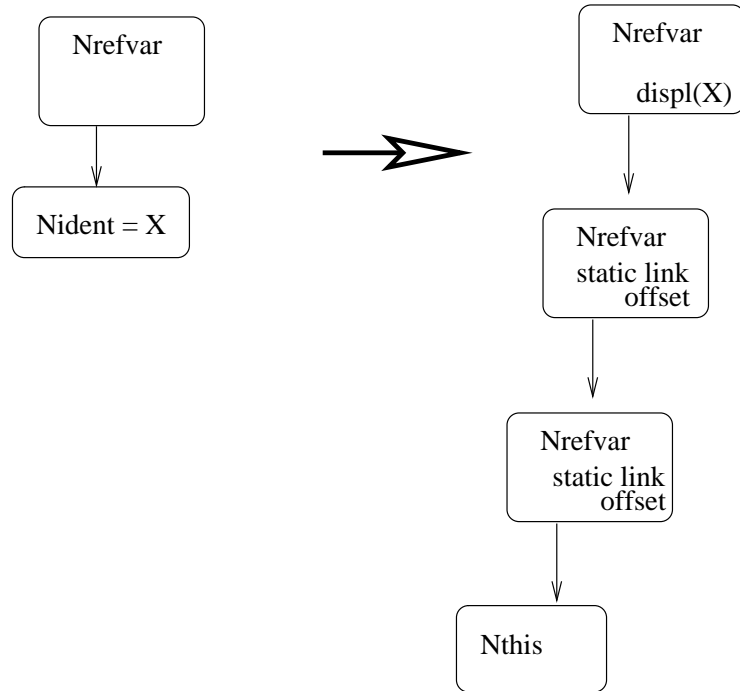 Nrefvar
Nident = X
Nrefvar
displ(X)
Nrefvar
static link
offset
Nrefvar
static link
offset
Nthis